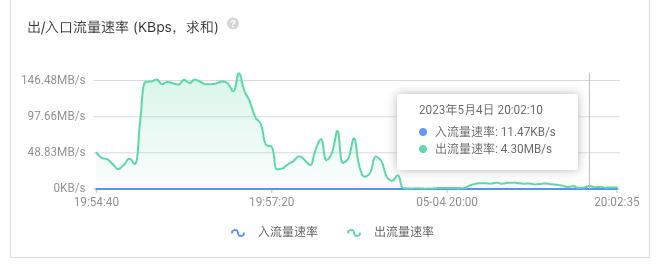 出/入口流量速率 (KBps，求和)
146.48MB/s
97.66MB/s
48.83MB/s
0KB/s
2023年5月4日 20:02:10
入流量速率: 11.47KB/s
出流量速率: 4.30MB/s
19:54:40 19:57:20 05-04 20:00 20:02:35
入流量速率 出流量速率